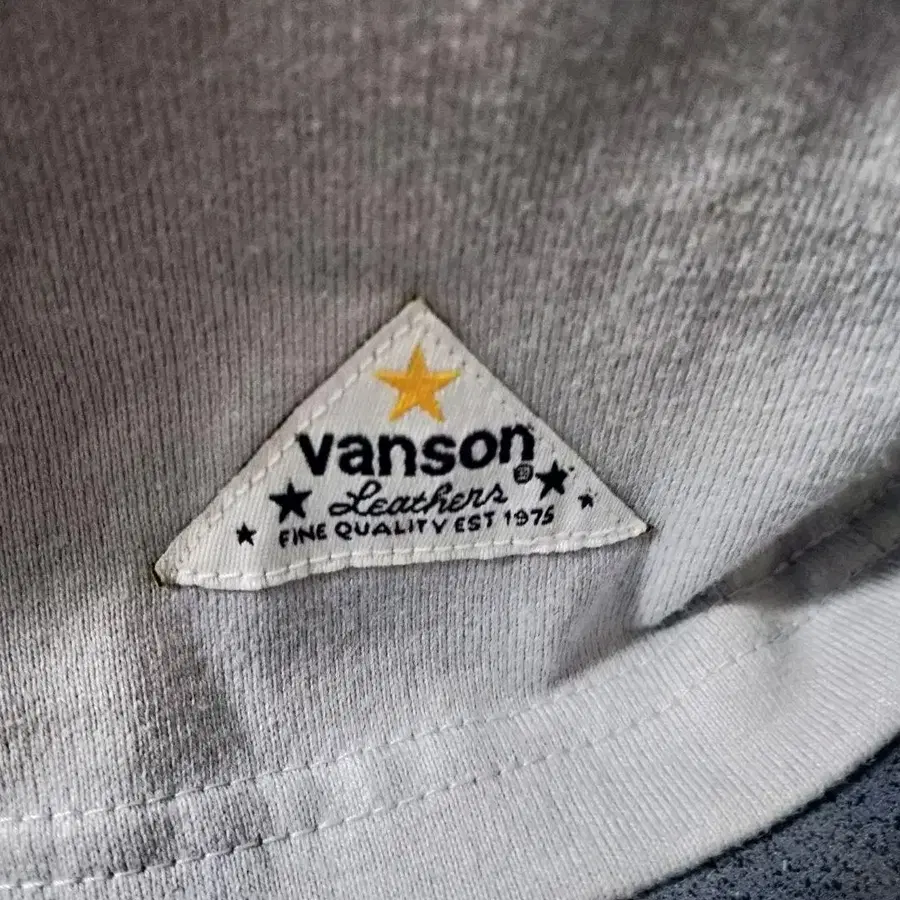 vanson
Leathers ®
FINE QUALITY EST 1975